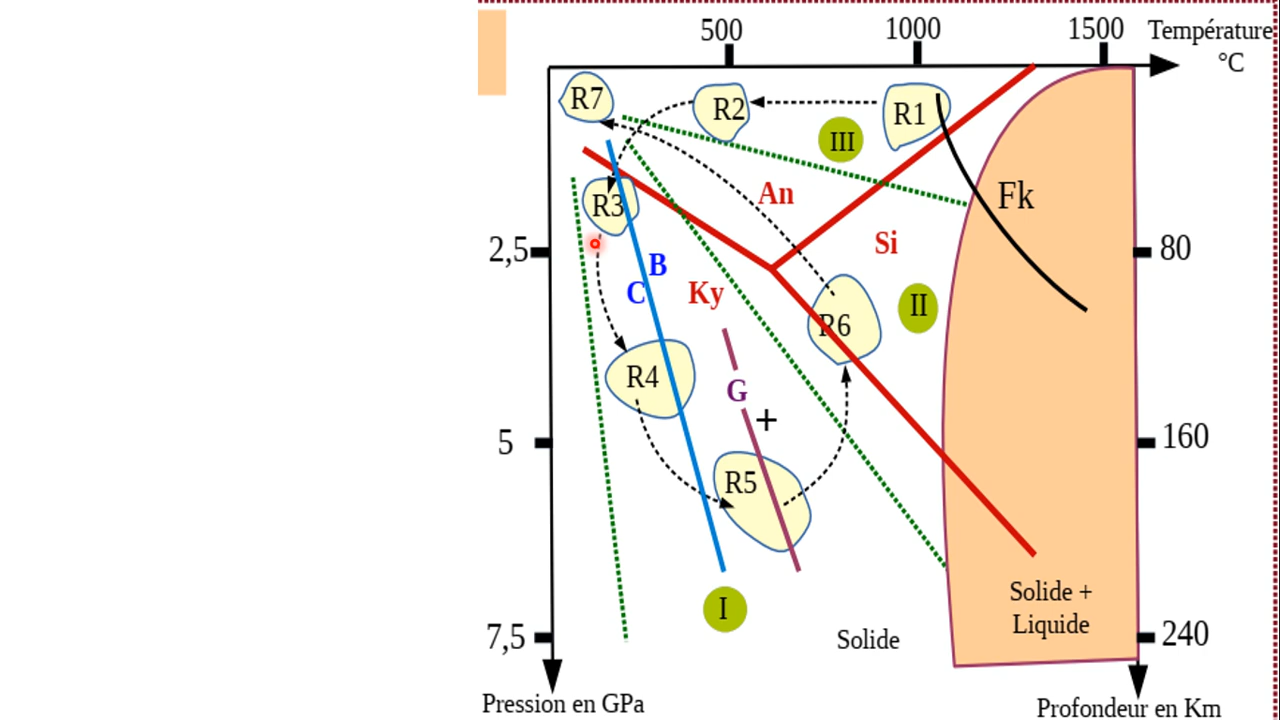 500
1000
1500
Température
°C
R7
R2
R1
III
An
Fk
R3
2,5
B
Si
80
C
Ky
II
R6
R4
G
+
5
160
R5
I
Solide +
Liquide
7,5
Solide
240
Pression en GPa
Profondeur en Km